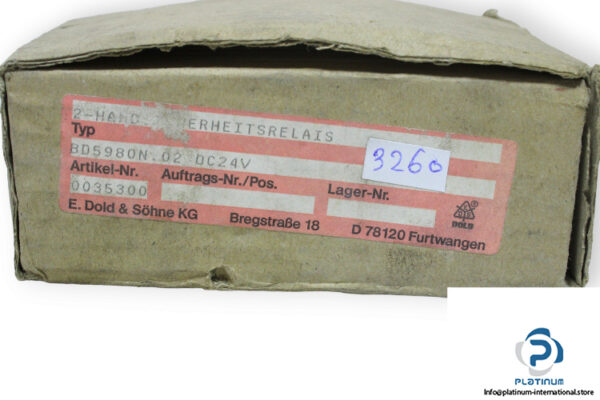 2-HAND- ERHEITSRELAIS
Typ
BD5980N.02 DC24V
3260
Artikel-Nr. Auftrags-Nr./Pos. Lager-Nr.
0035300
DOLD
E. Dold & Söhne KG Bregstraße 18 D 78120 Furtwangen
PLATINUM
info@platinum-international.store